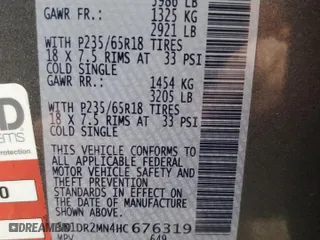 GAWR FR.: 1325 KG
2921 LB
WITH P235/65R18 TIRES
18 X 7.5 RIMS AT 33 PSI
COLD SINGLE
GAWR RR.: 1454 KG
3205 LB
WITH P235/65R18 TIRES
18 X 7.5 RIMS AT 33 PSI
COLD SINGLE
THIS VEHICLE CONFORMS TO
ALL APPLICABLE FEDERAL
MOTOR VEHICLE SAFETY AND
THEFT PREVENTION
STANDARDS IN EFFECT ON
THE DATE OF MANUFACTURE
SHOWN ABOVE.
DR2MN4HC676319
MPV 649